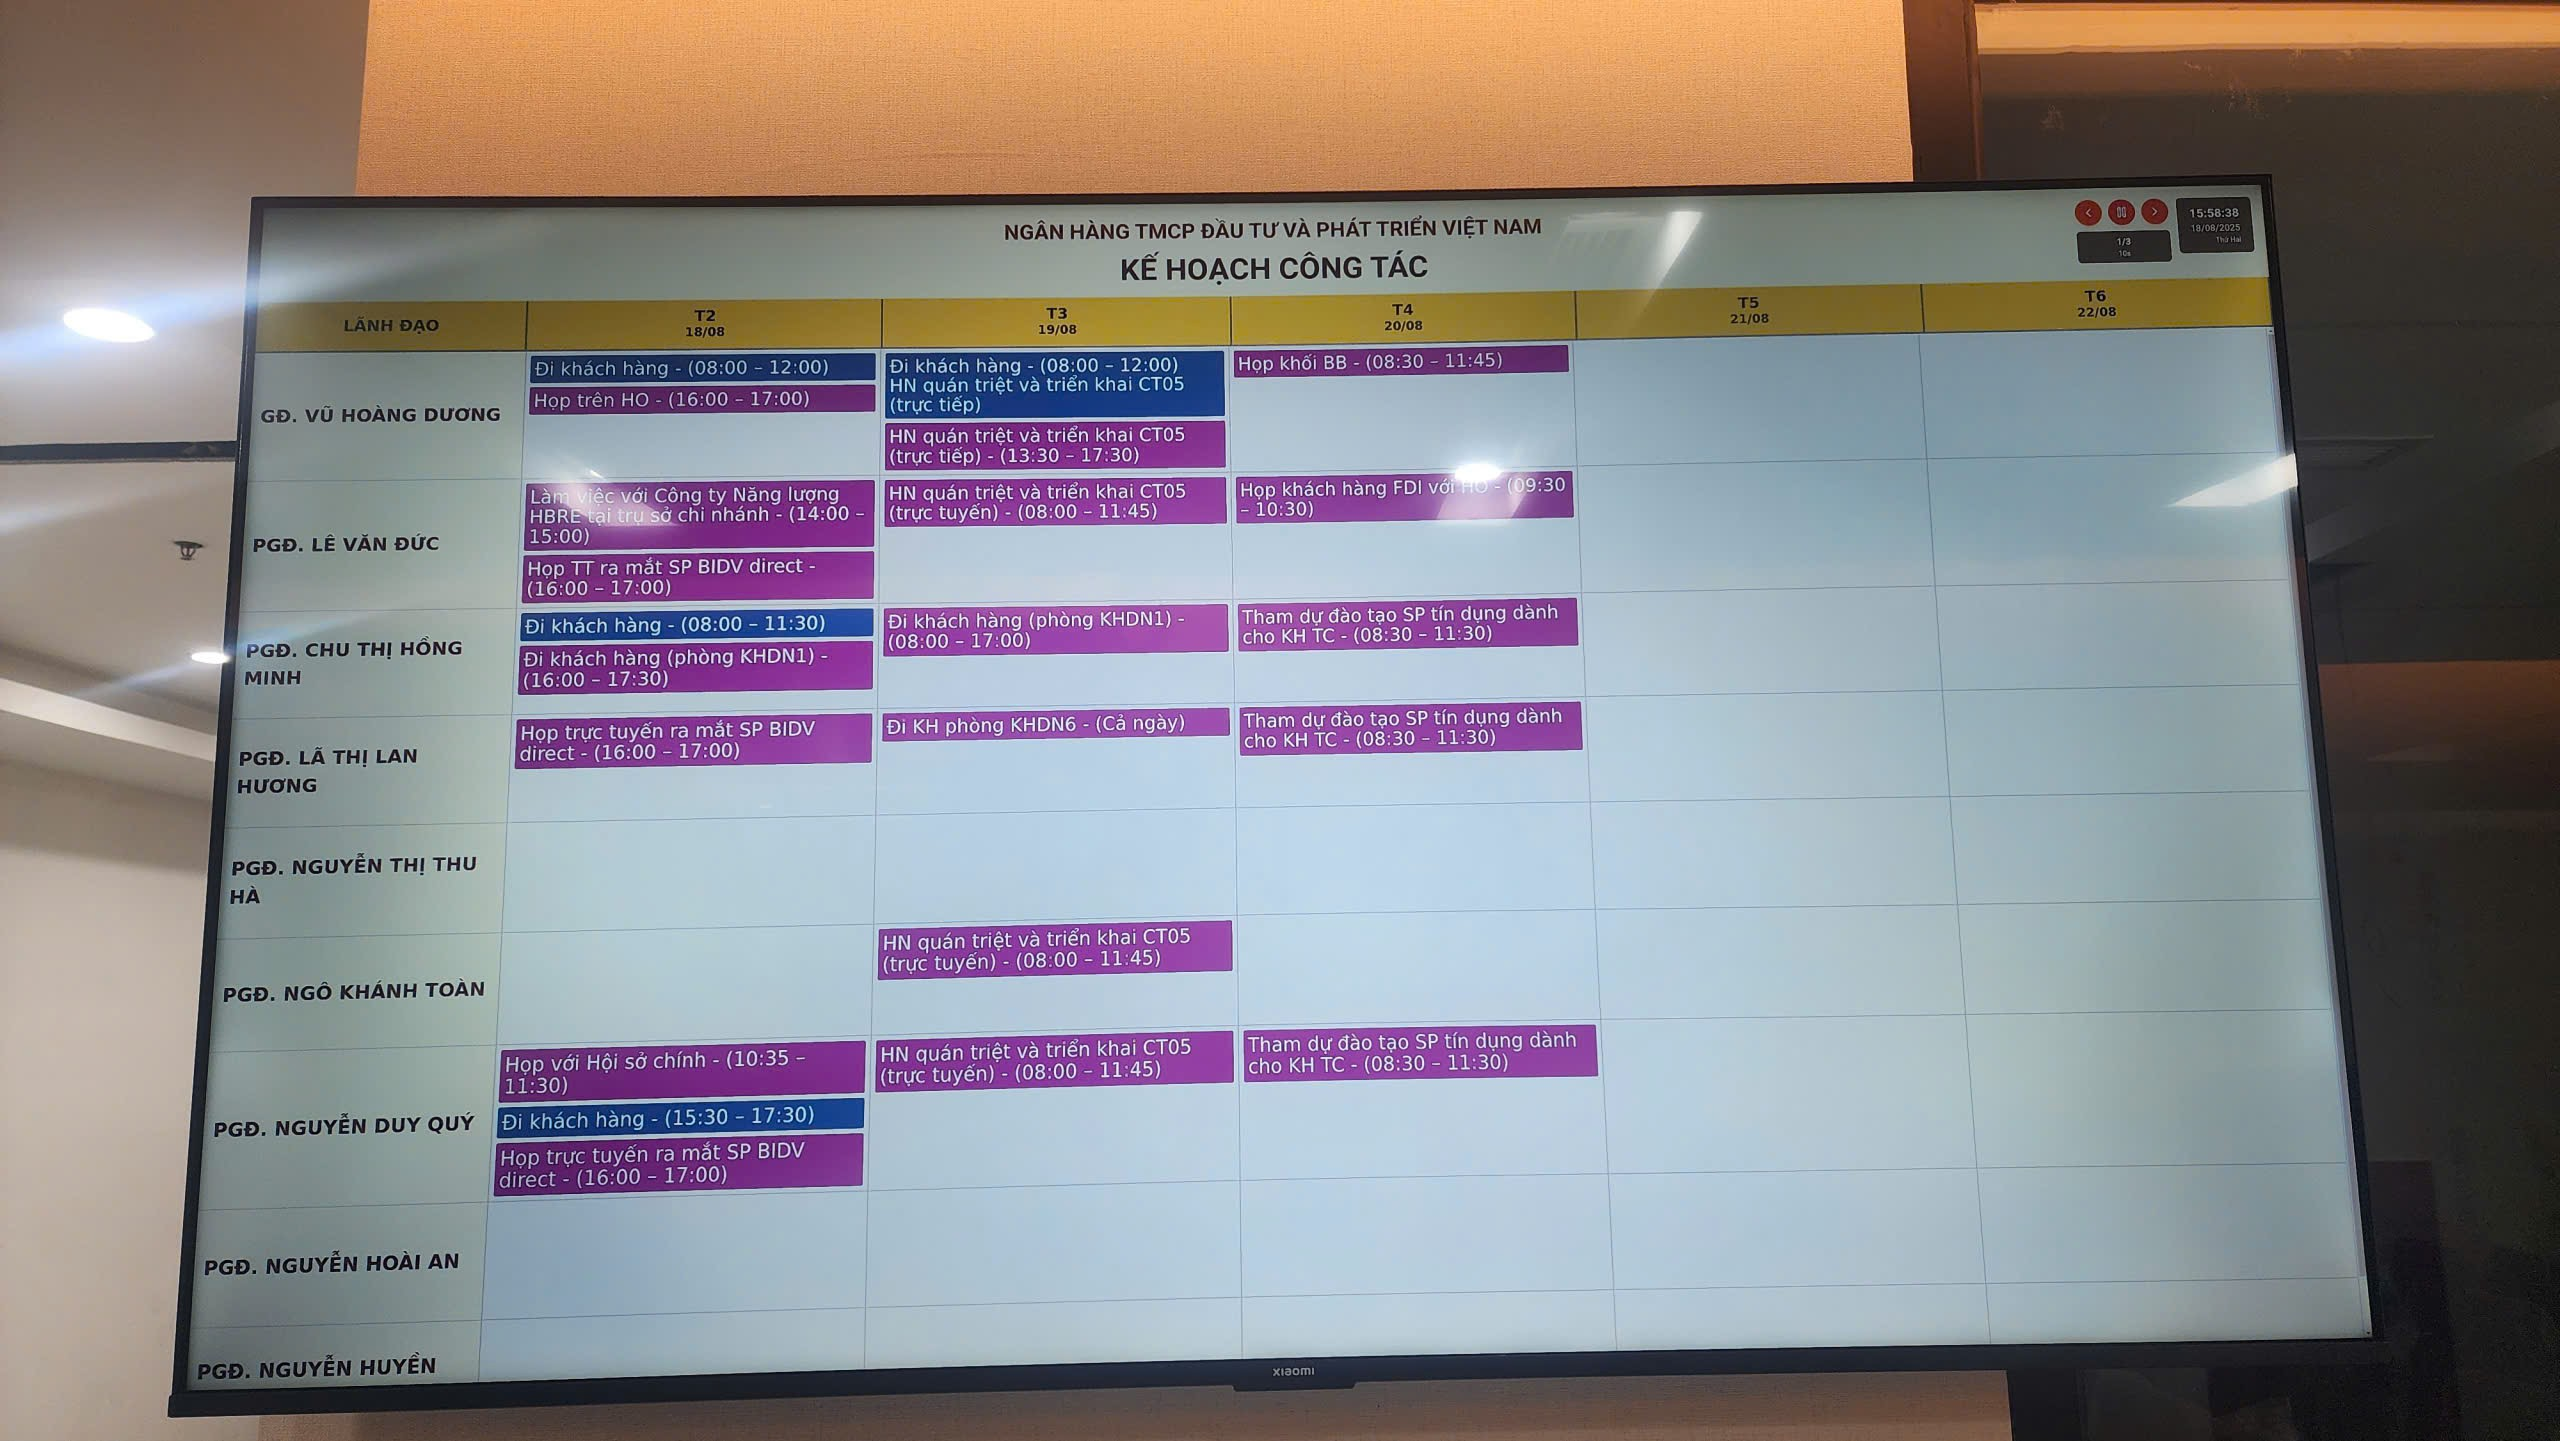 NGÂN HÀNG TMCP ĐẦU TƯ VÀ PHÁT TRIỂN VIỆT NAM
KẾ HOẠCH CÔNG TÁC
15:58:38
18/08/2025
Thứ Hai
1/3
10s
LÃNH ĐẠO
T2
18/08
T3
19/08
T4
20/08
T5
21/08
T6
22/08
GĐ. VŨ HOÀNG DƯƠNG
Đi khách hàng - (08:00 – 12:00)
Họp trên HO - (16:00 – 17:00)
Đi khách hàng - (08:00 – 12:00)
HN quán triệt và triển khai CT05
(trực tiếp)
HN quán triệt và triển khai CT05
(trực tiếp) - (13:30 – 17:30)
Họp khối BB - (08:30 – 11:45)
PGĐ. LÊ VĂN ĐỨC
Làm việc với Công ty Năng lượng
HBRE tại trụ sở chi nhánh - (14:00 –
15:00)
Họp TT ra mắt SP BIDV direct -
(16:00 – 17:00)
HN quán triệt và triển khai CT05
(trực tuyến) - (08:00 – 11:45)
Họp khách hàng FDI với HO - (09:30
– 10:30)
PGĐ. CHU THỊ HỒNG
MINH
Đi khách hàng - (08:00 – 11:30)
Đi khách hàng (phòng KHDN1) -
(16:00 – 17:30)
Đi khách hàng (phòng KHDN1) -
(08:00 – 17:00)
Tham dự đào tạo SP tín dụng dành
cho KH TC - (08:30 – 11:30)
PGĐ. LÃ THỊ LAN
HƯƠNG
Họp trực tuyến ra mắt SP BIDV
direct - (16:00 – 17:00)
Đi KH phòng KHDN6 - (Cả ngày)
Tham dự đào tạo SP tín dụng dành
cho KH TC - (08:30 – 11:30)
PGĐ. NGUYỄN THỊ THU
HÀ
PGĐ. NGÔ KHÁNH TOÀN
HN quán triệt và triển khai CT05
(trực tuyến) - (08:00 – 11:45)
PGĐ. NGUYỄN DUY QUÝ
Họp với Hội sở chính - (10:35 –
11:30)
Đi khách hàng - (15:30 – 17:30)
Họp trực tuyến ra mắt SP BIDV
direct - (16:00 – 17:00)
HN quán triệt và triển khai CT05
(trực tuyến) - (08:00 – 11:45)
Tham dự đào tạo SP tín dụng dành
cho KH TC - (08:30 – 11:30)
PGĐ. NGUYỄN HOÀI AN
PGĐ. NGUYỄN HUYỀN
xiaomi